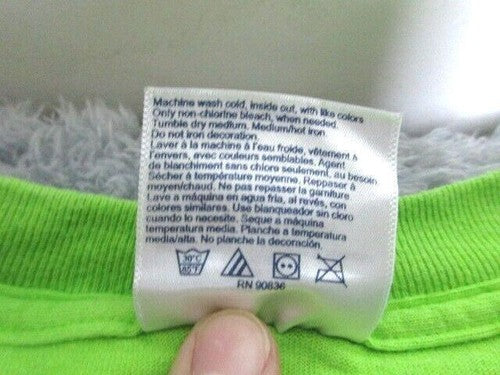 Machine wash cold, inside out, with like colors
Only non-chlorine bleach, when needed.
Tumble dry medium. Medium/hot iron.
Do not iron decoration.
Laver à la machine à l'eau froide, vêtement à
l'envers, avec couleurs semblables. Agent
de blanchiment sans chlore seulement, au besoin.
Sécher à température moyenne. Repasser à
moyen/chaud. Ne pas repasser la garniture
Lave a máquina en agua fria, al revés, con
colores similares. Use blanqueador sin cloro
cuando lo necesite. Seque a temperatura
media. Planche a temperatura
media/alta. No planche la decoración.
30°C
85°F
RN 90836